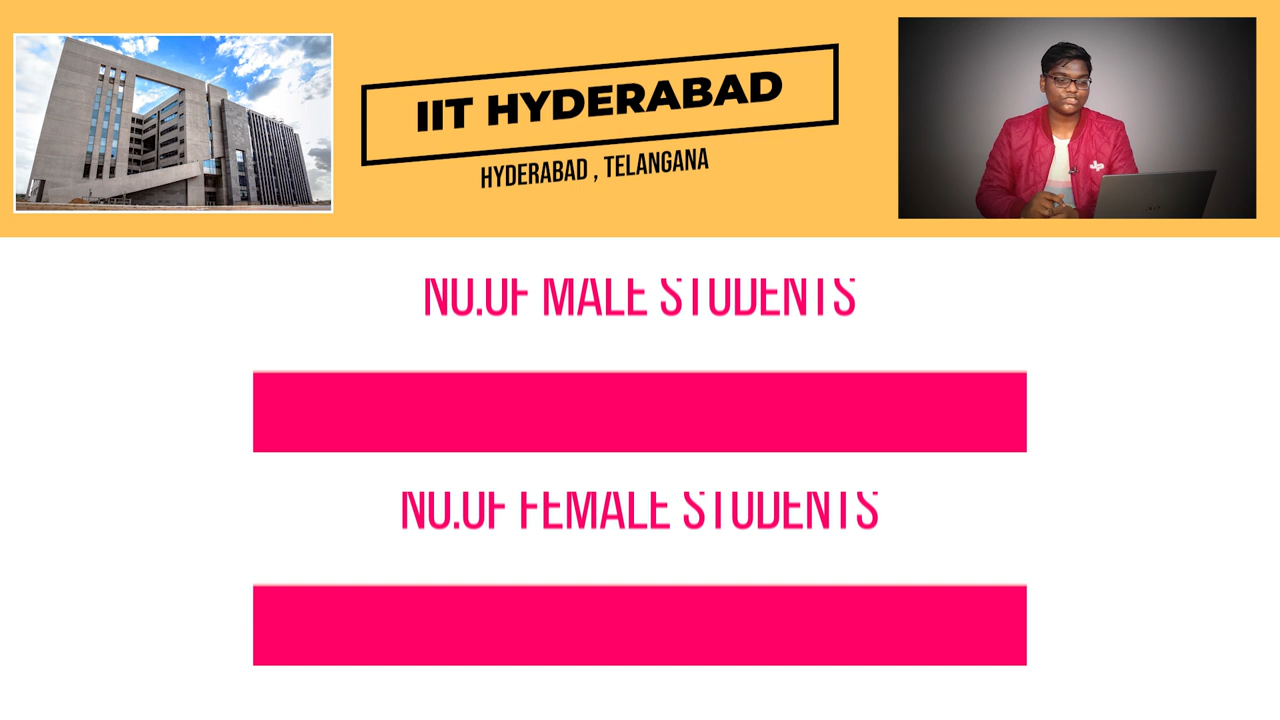 IIT HYDERABAD
HYDERABAD , TELANGANA
NO.OF MALE STUDENTS
NO.OF FEMALE STUDENTS